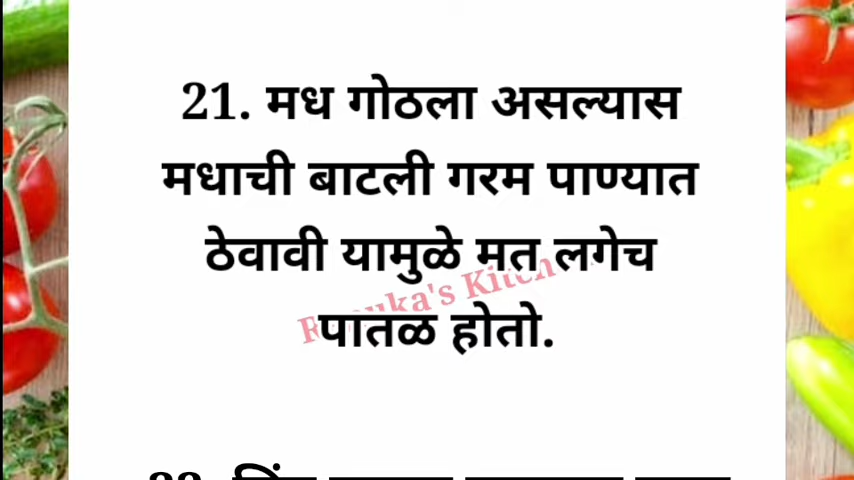 21. मध गोठला असल्यास
मधाची बाटली गरम पाण्यात
ठेवावी यामुळे मत लगेच
पातळ होतो.